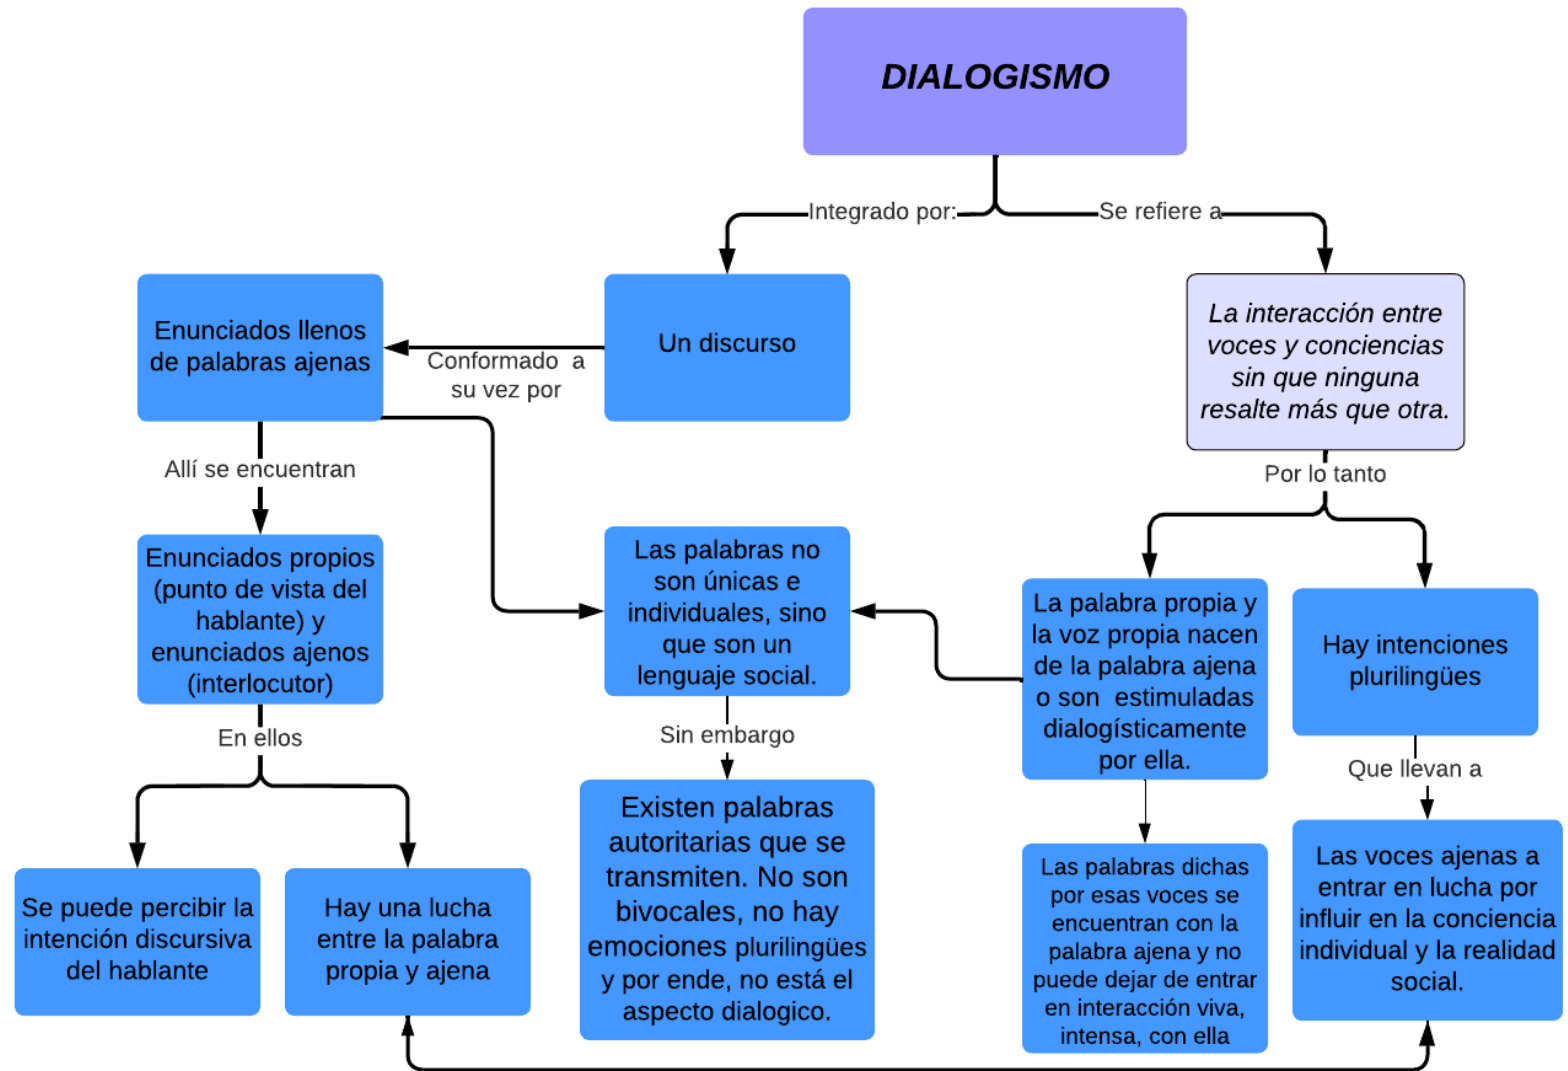 DIALOGISMO
Integrado por:
Se refiere a
Enunciados llenos
de palabras ajenas
Conformado a
su vez por
Un discurso
La interacción entre
voces y conciencias
sin que ninguna
resalte más que otra.
Allí se encuentran
Por lo tanto
Enunciados propios
(punto de vista del
hablante) y
enunciados ajenos
(interlocutor)
Las palabras no
son únicas e
individuales, sino
que son un
lenguaje social.
La palabra propia y
la voz propia nacen
de la palabra ajena
o son estimuladas
dialogísticamente
por ella.
Hay intenciones
plurilingües
En ellos
Sin embargo
Que llevan a
Se puede percibir la
intención discursiva
del hablante
Hay una lucha
entre la palabra
propia y ajena
Existen palabras
autoritarias que se
transmiten. No son
bivocales, no hay
emociones plurilingües
y por ende, no está el
aspecto dialogico.
Las palabras dichas
por esas voces se
encuentran con la
palabra ajena y no
puede dejar de entrar
en interacción viva,
intensa, con ella
Las voces ajenas a
entrar en lucha por
influir en la conciencia
individual y la realidad
social.